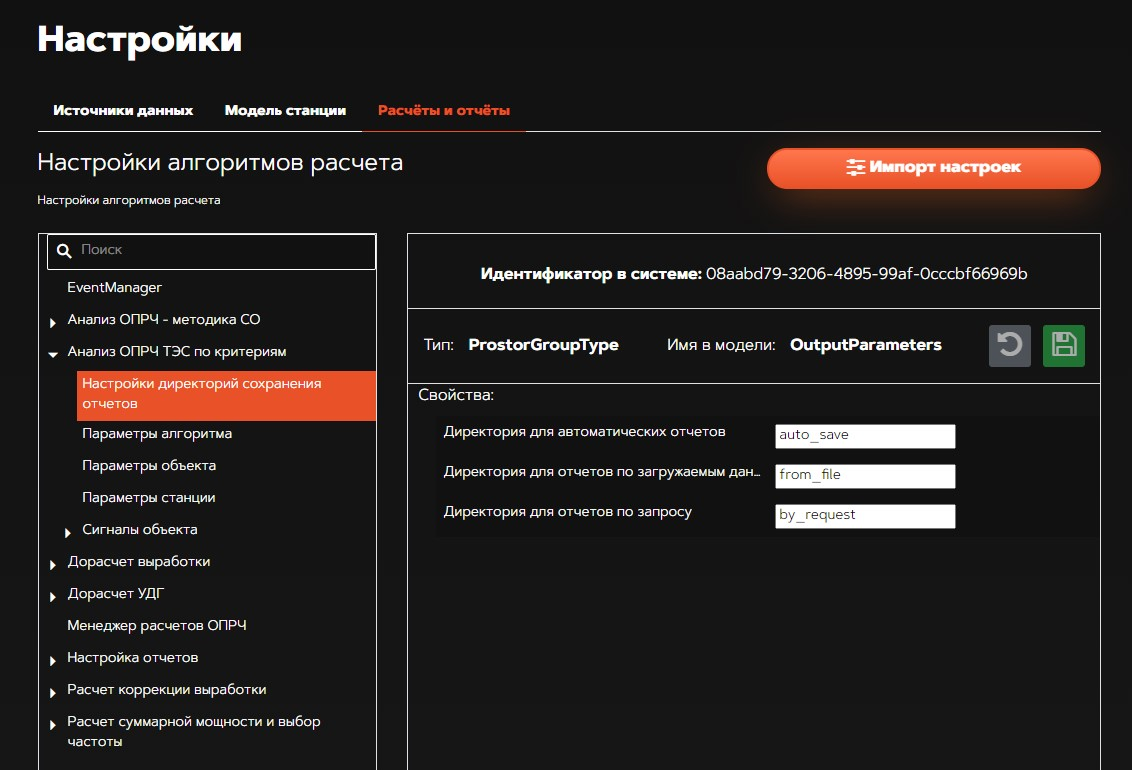 Настройки
Источники данных Модель станции Расчёты и отчёты
Настройки алгоритмов расчета
Импорт настроек
Настройки алгоритмов расчета
Поиск
EventManager
Анализ ОПРЧ - методика СО
Анализ ОПРЧ ТЭС по критериям
Настройки директорий сохранения
отчетов
Параметры алгоритма
Параметры объекта
Параметры станции
Сигналы объекта
Дорасчет выработки
Дорасчет УДГ
Менеджер расчетов ОПРЧ
Настройка отчетов
Расчет коррекции выработки
Расчет суммарной мощности и выбор
частоты
Идентификатор в системе: 08aabd79-3206-4895-99af-0cccbf66969b
Тип: ProstorGroupType Имя в модели: OutputParameters
Свойства:
Директория для автоматических отчетов auto_save
Директория для отчетов по загружаемым дан... from_file
Директория для отчетов по запросу by_request